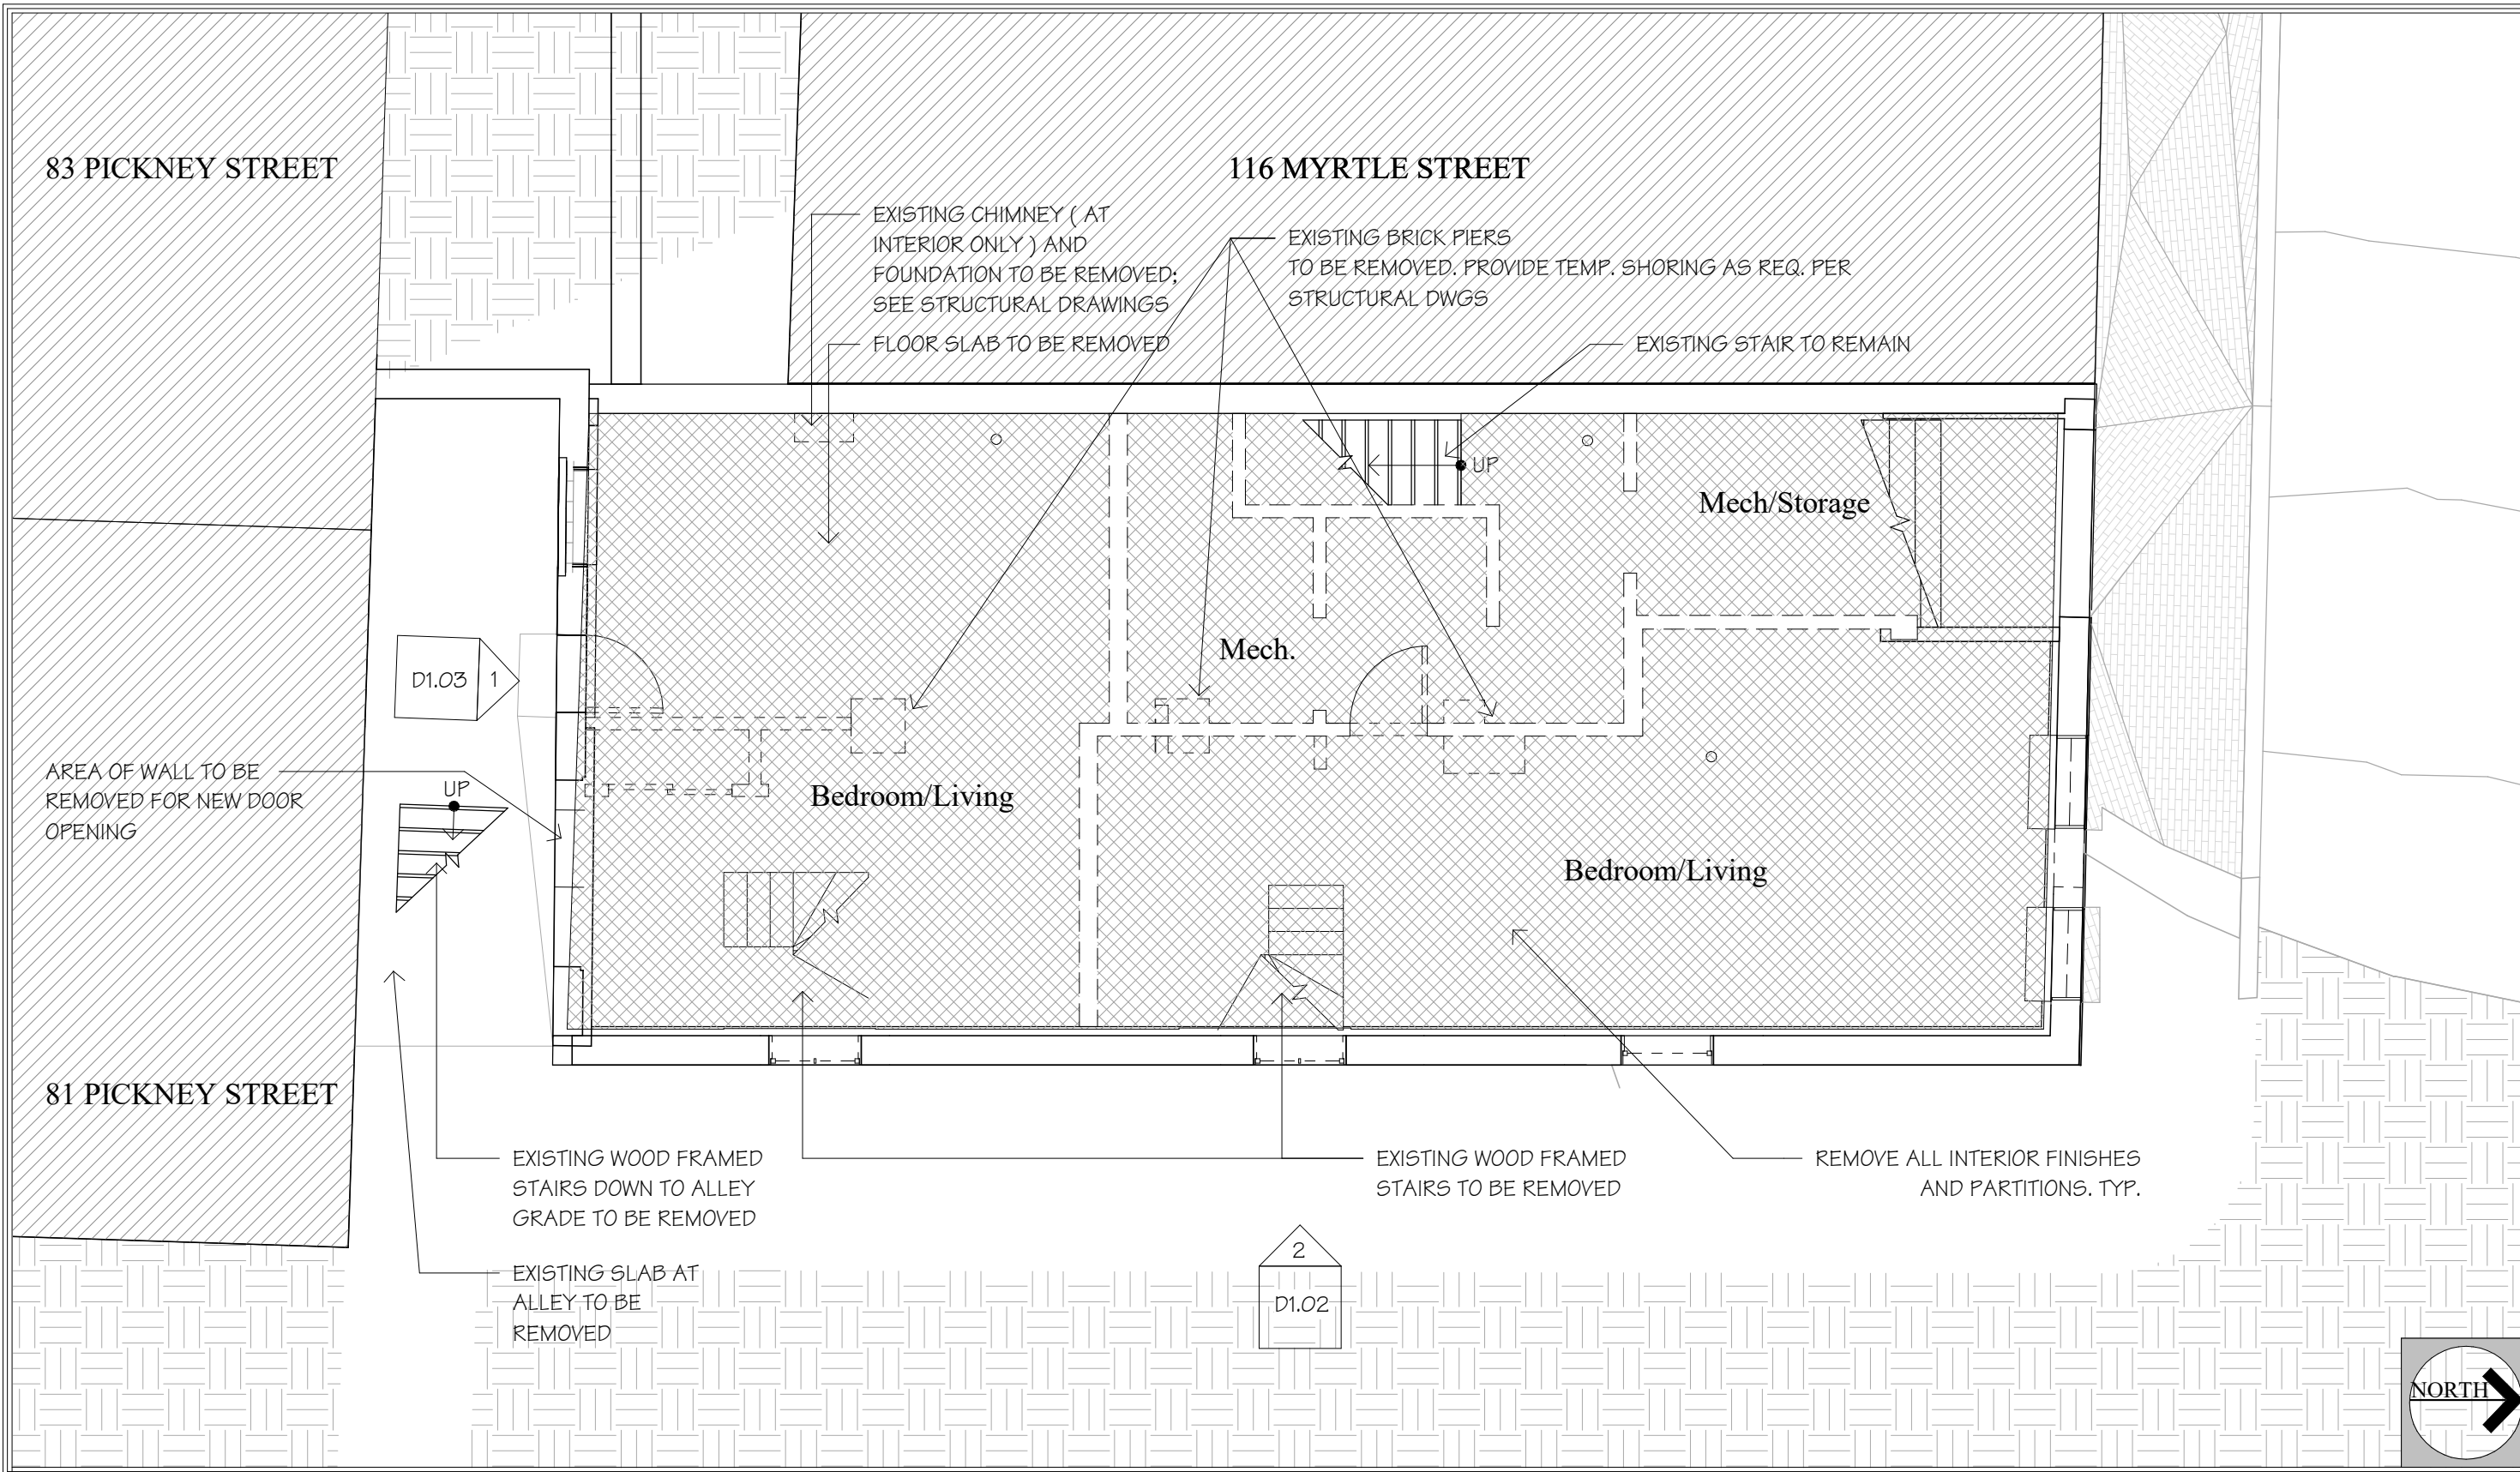 83 PICKNEY STREET
116 MYRTLE STREET
EXISTING CHIMNEY ( AT
INTERIOR ONLY ) AND
FOUNDATION TO BE REMOVED;
SEE STRUCTURAL DRAWINGS
EXISTING BRICK PIERS
TO BE REMOVED. PROVIDE TEMP. SHORING AS REQ. PER
STRUCTURAL DWGS
FLOOR SLAB TO BE REMOVED
EXISTING STAIR TO REMAIN
UP
Mech/Storage
Mech.
D1.03 1
AREA OF WALL TO BE
REMOVED FOR NEW DOOR
OPENING
UP
Bedroom/Living
Bedroom/Living
81 PICKNEY STREET
EXISTING WOOD FRAMED
STAIRS DOWN TO ALLEY
GRADE TO BE REMOVED
EXISTING WOOD FRAMED
STAIRS TO BE REMOVED
REMOVE ALL INTERIOR FINISHES
AND PARTITIONS. TYP.
EXISTING SLAB AT
ALLEY TO BE
REMOVED
2
D1.02
NORTH